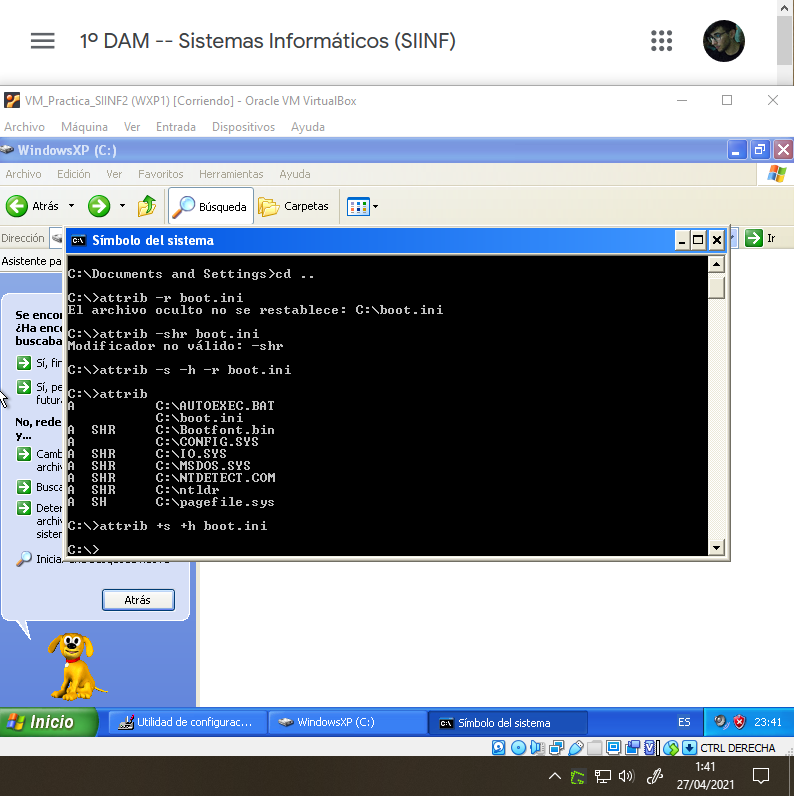 1º DAM -- Sistemas Informáticos (SIINF)
VM_Practica_SIINF2 (WXP1) [Corriendo] - Oracle VM VirtualBox
Archivo Máquina Ver Entrada Dispositivos Ayuda
WindowsXP (C:)
Archivo Edición Ver Favoritos Herramientas Ayuda
Atrás Búsqueda Carpetas
Dirección Ir
Símbolo del sistema
Asistente pa
C:\Documents and Settings>cd ..
C:\>attrib -r boot.ini
El archivo oculto no se restablece: C:\boot.ini
C:\>attrib -shr boot.ini
Modificador no válido: -shr
C:\>attrib -s -h -r boot.ini
C:\>attrib
A C:\AUTOEXEC.BAT
C:\boot.ini
A SHR C:\Bootfont.bin
A C:\CONFIG.SYS
A SHR C:\IO.SYS
A SHR C:\MSDOS.SYS
A SHR C:\NTDETECT.COM
A SHR C:\ntldr
A SH C:\pagefile.sys
C:\>attrib +s +h boot.ini
C:\>
Se encon
¿Ha enc
buscaba
Sí, fin
Sí, pe
futur
No, rede
y...
Camb
archiv
Busca
Deter
archiv
sistem
Atrás
Inicio Utilidad de configurac... WindowsXP (C:) Símbolo del sistema ES 23:41
CTRL DERECHA
1:41
27/04/2021